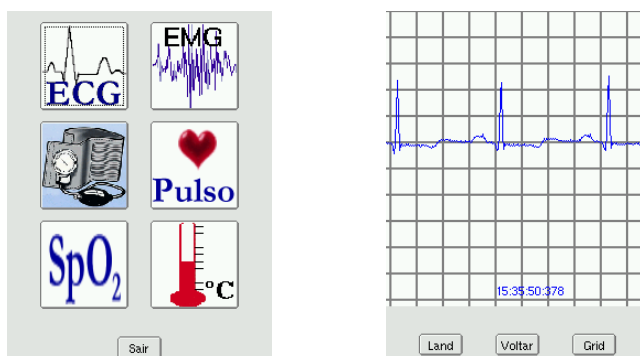 ECG
EMG
Pulso
SpO₂
°C
Sair
15:35:50:378
Land
Voltar
Grid